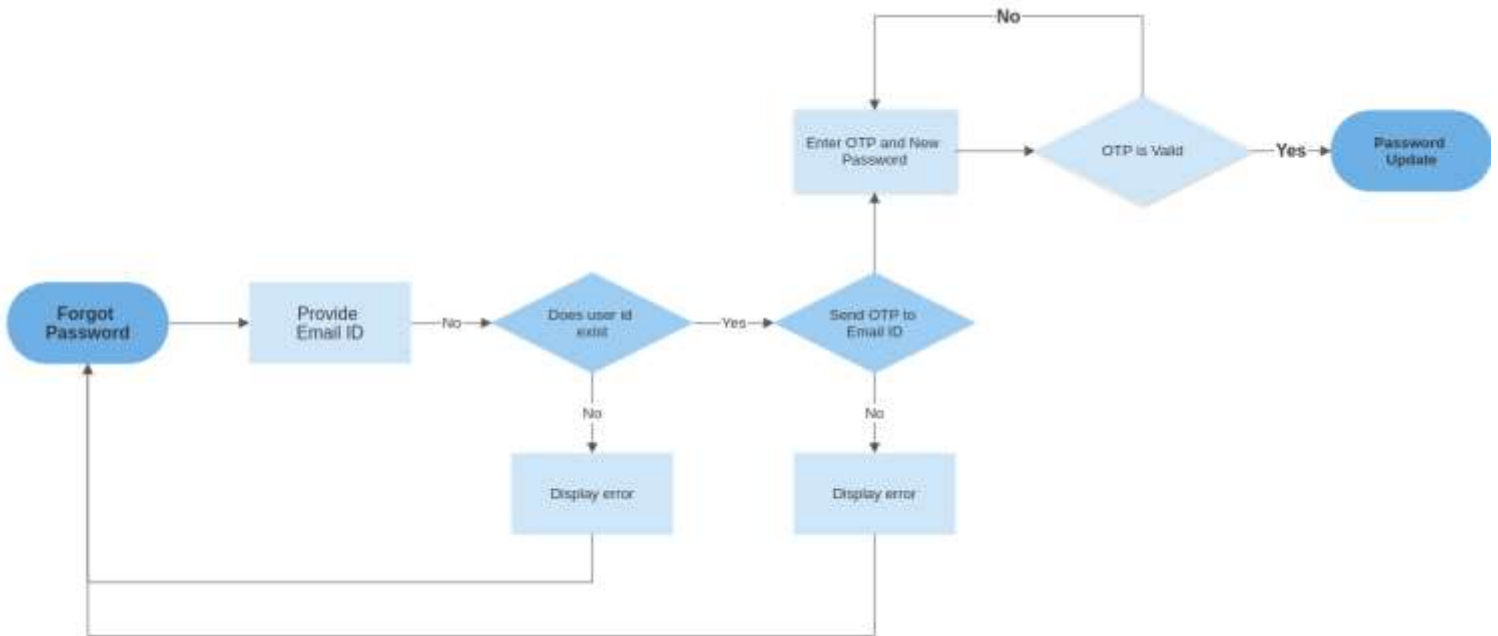 No
Enter OTP and New
Password
OTP is Valid
Yes
Password
Update
Forgot
Password
Provide
Email ID
No
Does user id
exist
Yes
Send OTP to
Email ID
No
No
Display error
Display error